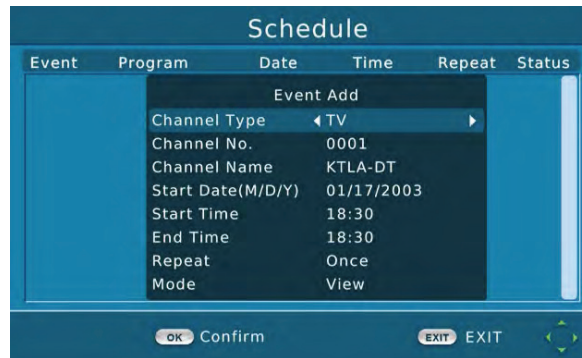 Schedule
Event Program Date Time Repeat Status
Event Add
Channel Type TV
Channel No. 0001
Channel Name KTLA-DT
Start Date(M/D/Y) 01/17/2003
Start Time 18:30
End Time 18:30
Repeat Once
Mode View
OK Confirm EXIT EXIT